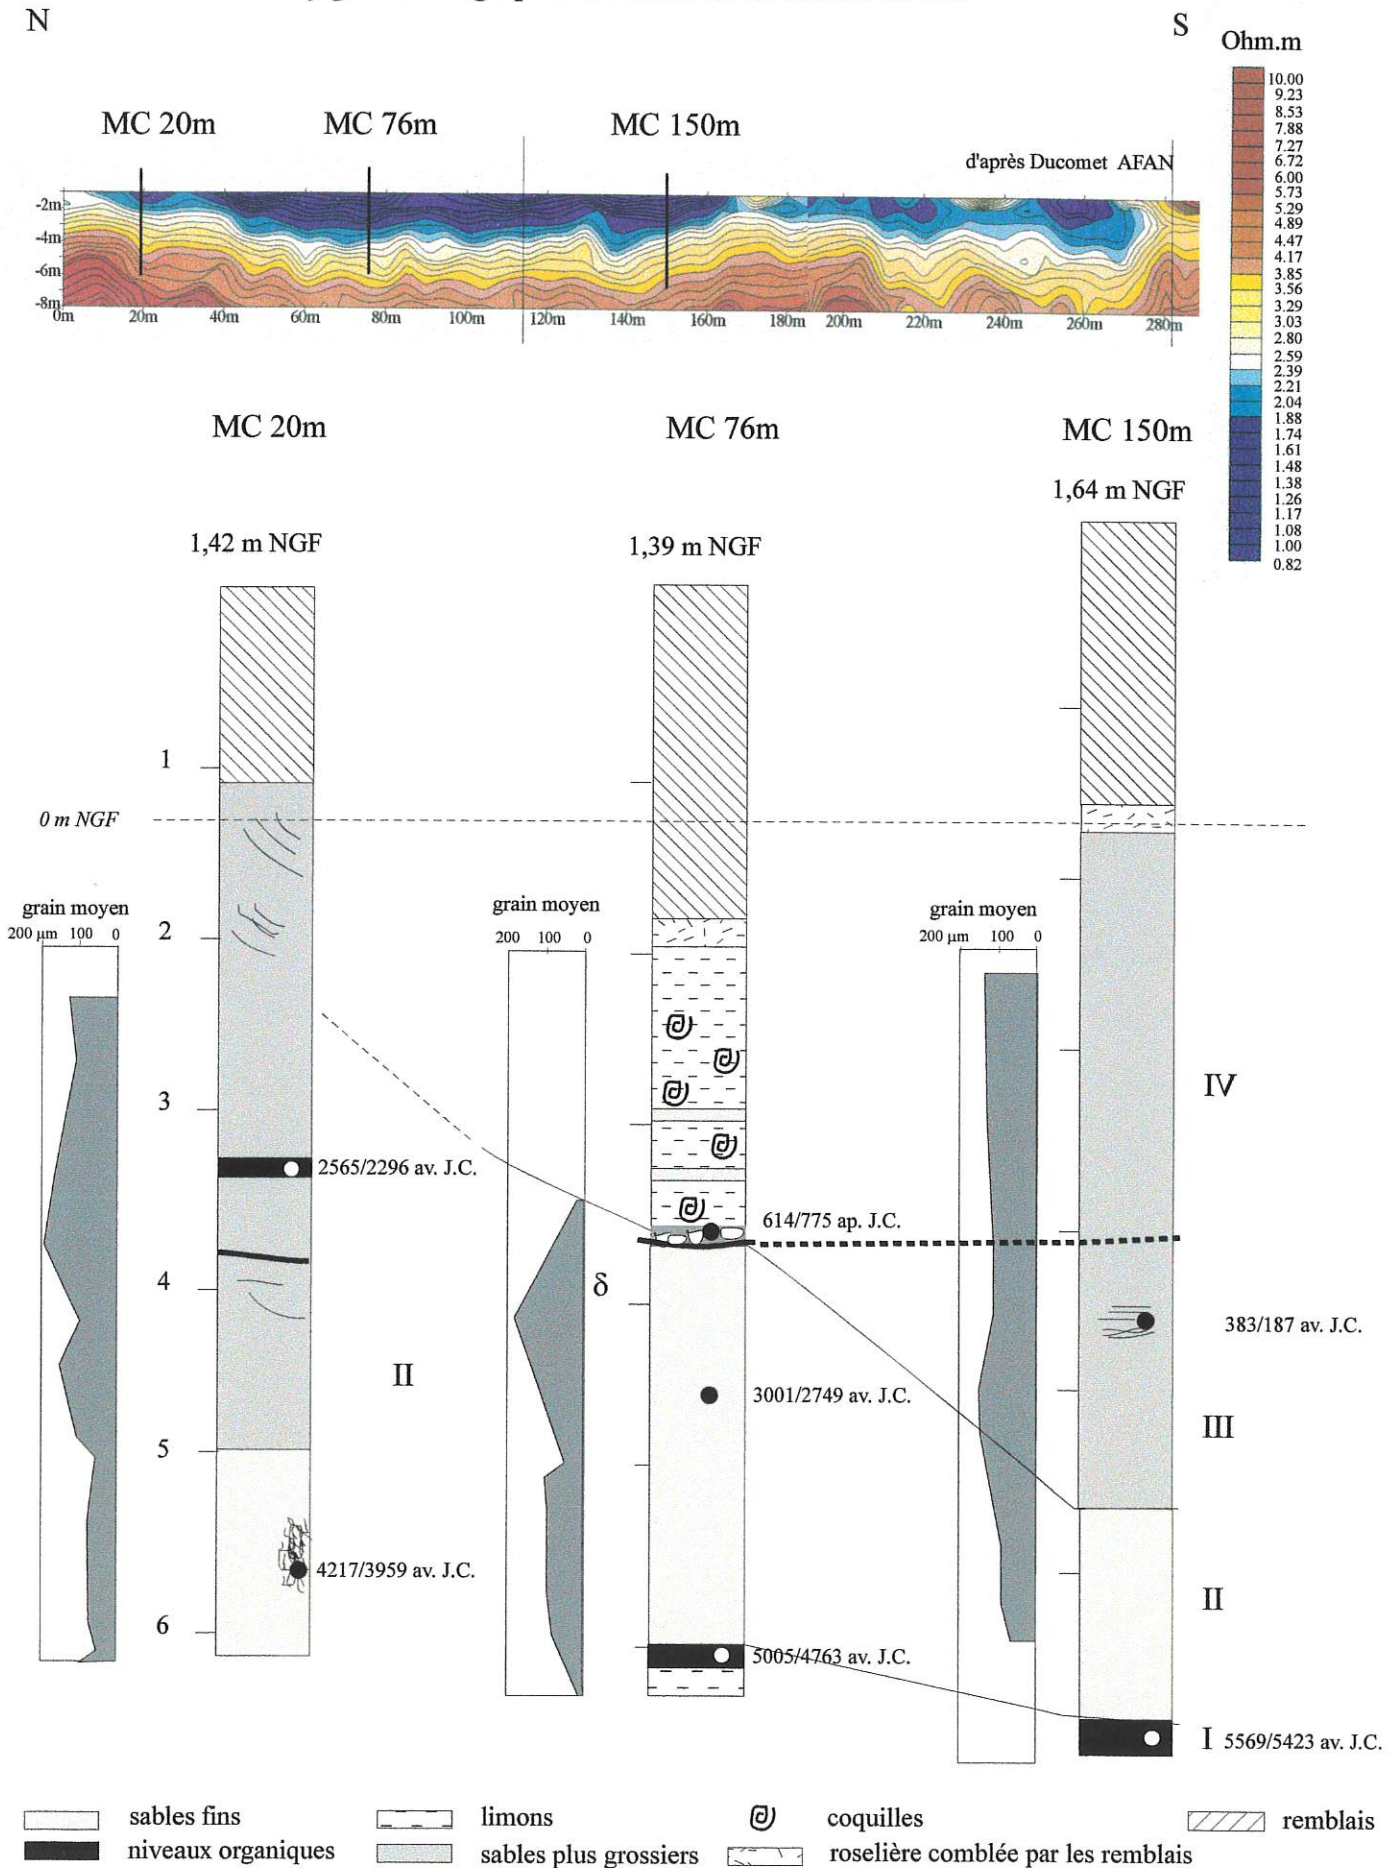 N
S
Ohm.m
MC 20m
MC 76m
MC 150m
d'après Ducomet AFAN
10.00
9.23
8.53
7.88
7.27
6.72
6.00
5.73
5.29
4.89
4.47
4.17
3.85
3.56
3.29
3.03
2.80
2.59
2.39
2.21
2.04
1.88
1.74
1.61
1.48
1.38
1.26
1.17
1.08
1.00
0.82
-2m
-4m
-6m
-8m
0m 20m 40m 60m 80m 100m 120m 140m 160m 180m 200m 220m 240m 260m 280m
MC 20m
MC 76m
MC 150m
1,42 m NGF
1,39 m NGF
1,64 m NGF
1
0 m NGF
2
3
4
5
6
grain moyen
200 µm 100 0
grain moyen
200 100 0
grain moyen
200 µm 100 0
2565/2296 av. J.C.
4217/3959 av. J.C.
II
δ
614/775 ap. J.C.
3001/2749 av. J.C.
5005/4763 av. J.C.
IV
383/187 av. J.C.
III
II
I 5569/5423 av. J.C.
sables fins
limons
coquilles
remblais
niveaux organiques
sables plus grossiers
roselière comblée par les remblais